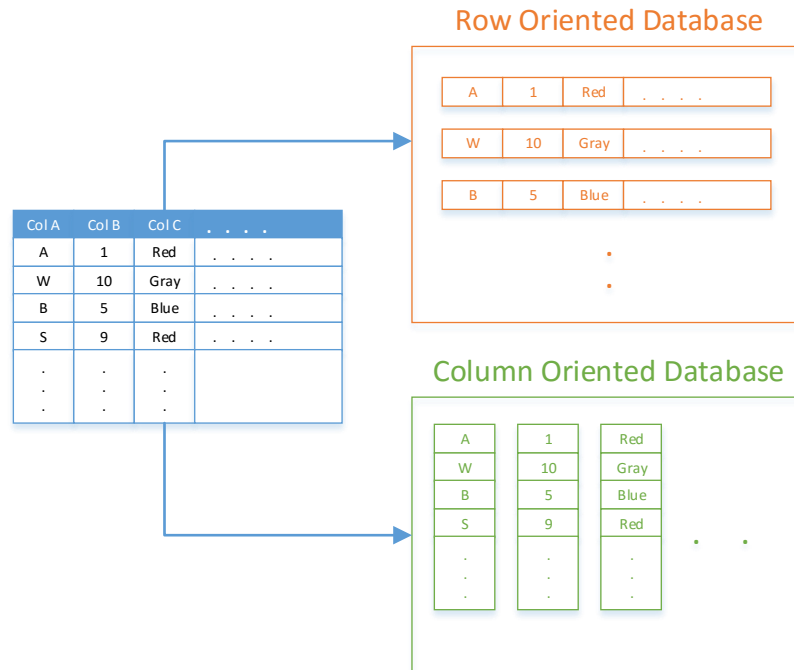 Row Oriented Database
A 1 Red . . . .
W 10 Gray . . . .
B 5 Blue . . . .
.
.
Col A Col B Col C . . . .
A 1 Red . . . .
W 10 Gray . . . .
B 5 Blue . . . .
S 9 Red . . . .
. . .
. . .
. . .
Column Oriented Database
A 1 Red
W 10 Gray
B 5 Blue
S 9 Red . .
. . .
. . .
. . .